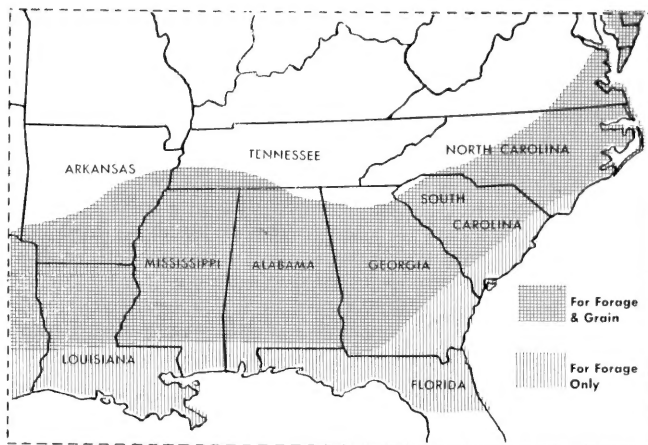 ARKANSAS
TENNESSEE
NORTH CAROLINA
SOUTH
CAROLINA
MISSISSIPPI
ALABAMA
GEORGIA
LOUISIANA
FLORIDA
For Forage
& Grain
For Forage
Only